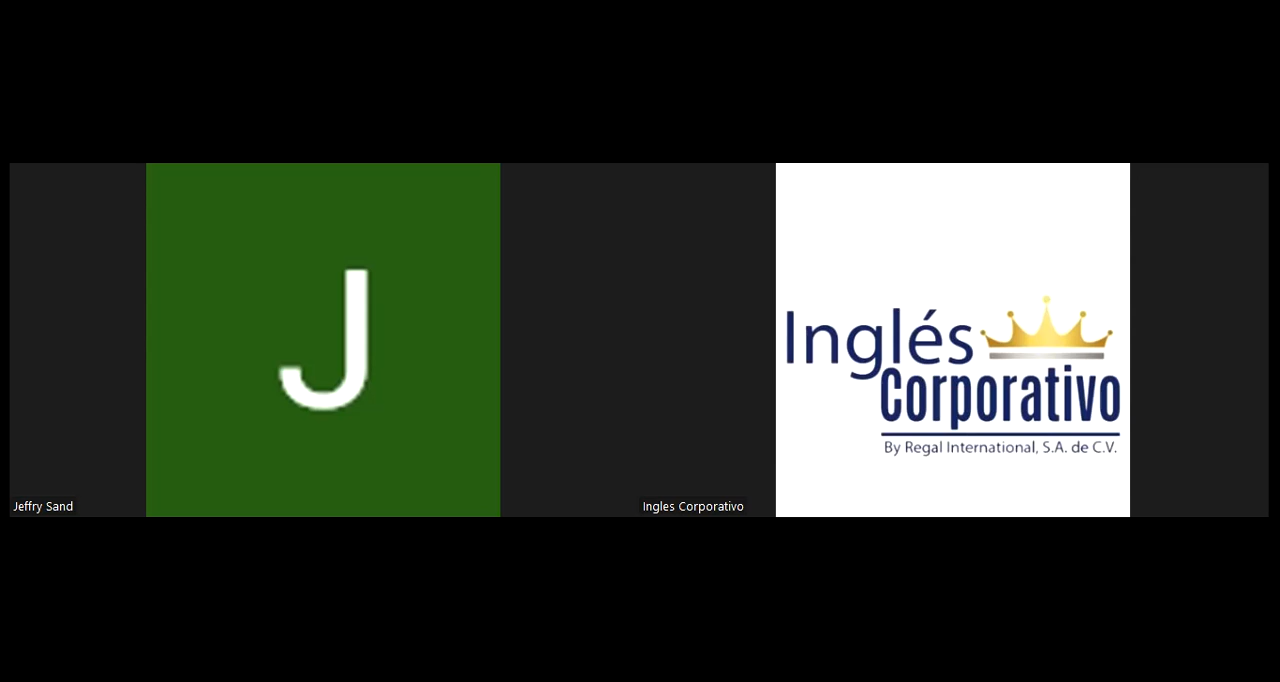 J
Jeffry Sand
Inglés
Corporativo
By Regal International, S.A. de C.V.
Ingles Corporativo